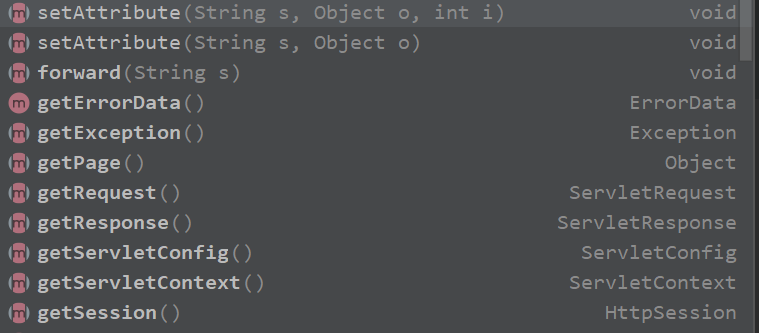 m setAttribute(String s, Object o, int i) void
m setAttribute(String s, Object o) void
m forward(String s) void
m getErrorData() ErrorData
m getException() Exception
m getPage() Object
m getRequest() ServletRequest
m getResponse() ServletResponse
m getServletConfig() ServletConfig
m getServletContext() ServletContext
m getSession() HttpSession